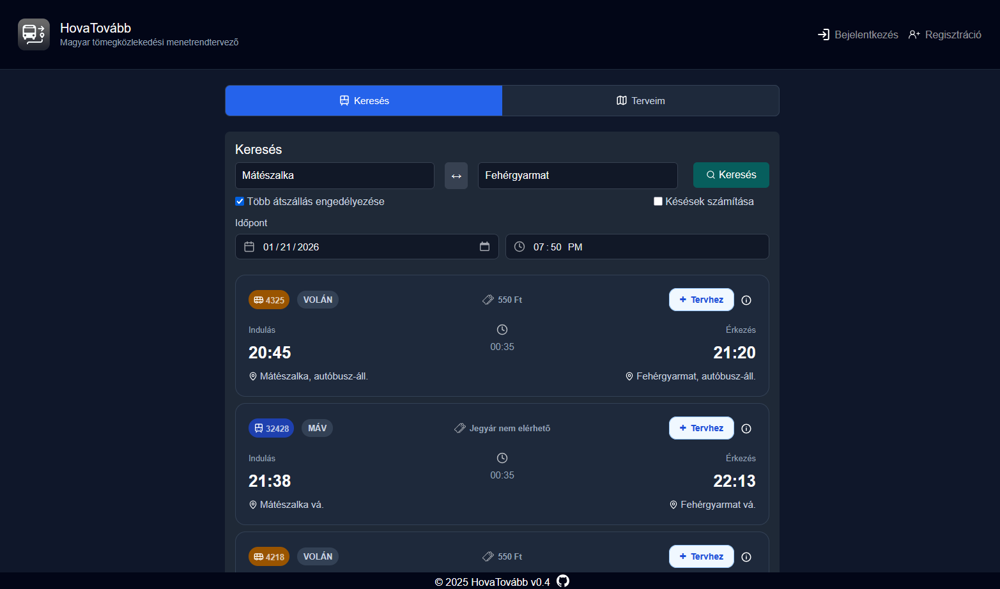 HovaTovább
Magyar tömegközlekedési menetrendtervező
Bejelentkezés Regisztráció
Keresés Terveim
Keresés
Mátészalka ↔ Fehérgyarmat Keresés
Több átszállás engedélyezése Késések számítása
Időpont
01/21/2026 07:50 PM
4325 VOLÁN 550 Ft + Tervhez
Indulás Érkezés
20:45 00:35 21:20
Mátészalka, autóbusz-áll. Fehérgyarmat, autóbusz-áll.
32428 MÁV Jegyár nem elérhető + Tervhez
Indulás Érkezés
21:38 00:35 22:13
Mátészalka vá. Fehérgyarmat vá.
4218 VOLÁN 550 Ft + Tervhez
© 2025 HovaTovább v0.4